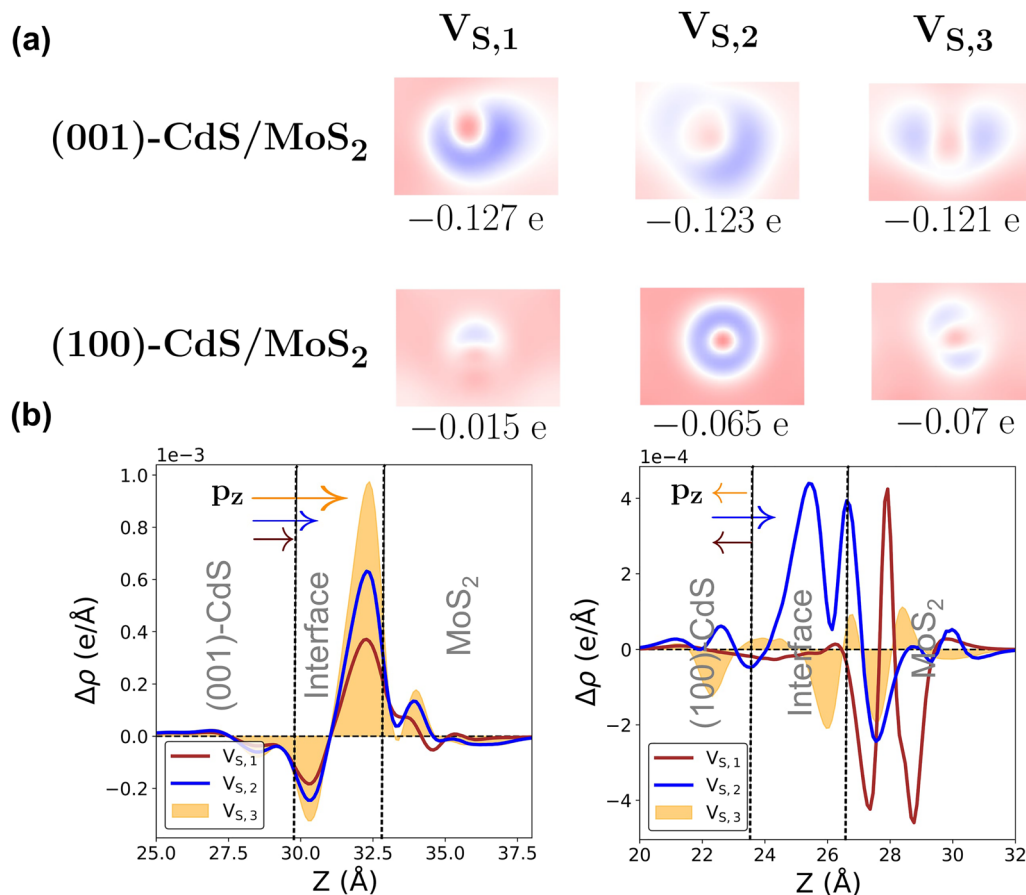 (a)
V_S,1 V_S,2 V_S,3
(001)-CdS/MoS₂
−0.127 e −0.123 e −0.121 e
(100)-CdS/MoS₂
−0.015 e −0.065 e −0.07 e
(b)
1e−3
1.0
0.8
0.6
0.4
0.2
0.0
−0.2
Δρ (e/Å)
p_z
(001)-CdS
Interface
MoS₂
V_S,1
V_S,2
V_S,3
25.0 27.5 30.0 32.5 35.0 37.5
Z (Å)
1e−4
4
2
0
−2
−4
Δρ (e/Å)
p_z
(100)-CdS
Interface
MoS₂
V_S,1
V_S,2
V_S,3
20 22 24 26 28 30 32
Z (Å)